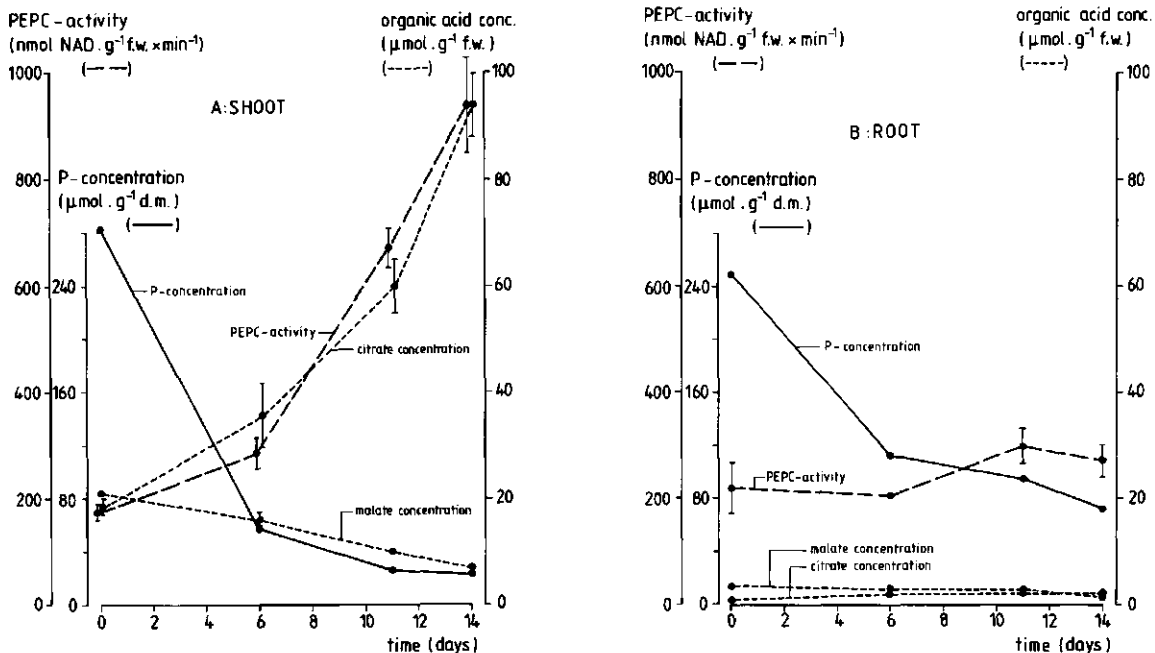 PEPC-activity
(nmol NAD. g⁻¹ f.w. × min⁻¹)
(— —)
organic acid conc.
(μmol. g⁻¹ f.w.)
(-----)
1000
100
A:SHOOT
800
80
P-concentration
(μmol. g⁻¹ d.m.)
(——)
600
240
60
P-concentration
PEPC-activity
citrate concentration
400
160
40
200
80
20
malate concentration
0
0
0
0 2 4 6 8 10 12 14
time (days)
PEPC-activity
(nmol NAD. g⁻¹ f.w. × min⁻¹)
(— —)
organic acid conc.
(μmol. g⁻¹ f.w.)
(-----)
1000
100
B:ROOT
800
80
P-concentration
(μmol. g⁻¹ d.m.)
(——)
600
240
60
P-concentration
400
160
40
PEPC-activity
200
80
20
malate concentration
citrate concentration
0
0
0
0 2 4 6 8 10 12 14
time (days)